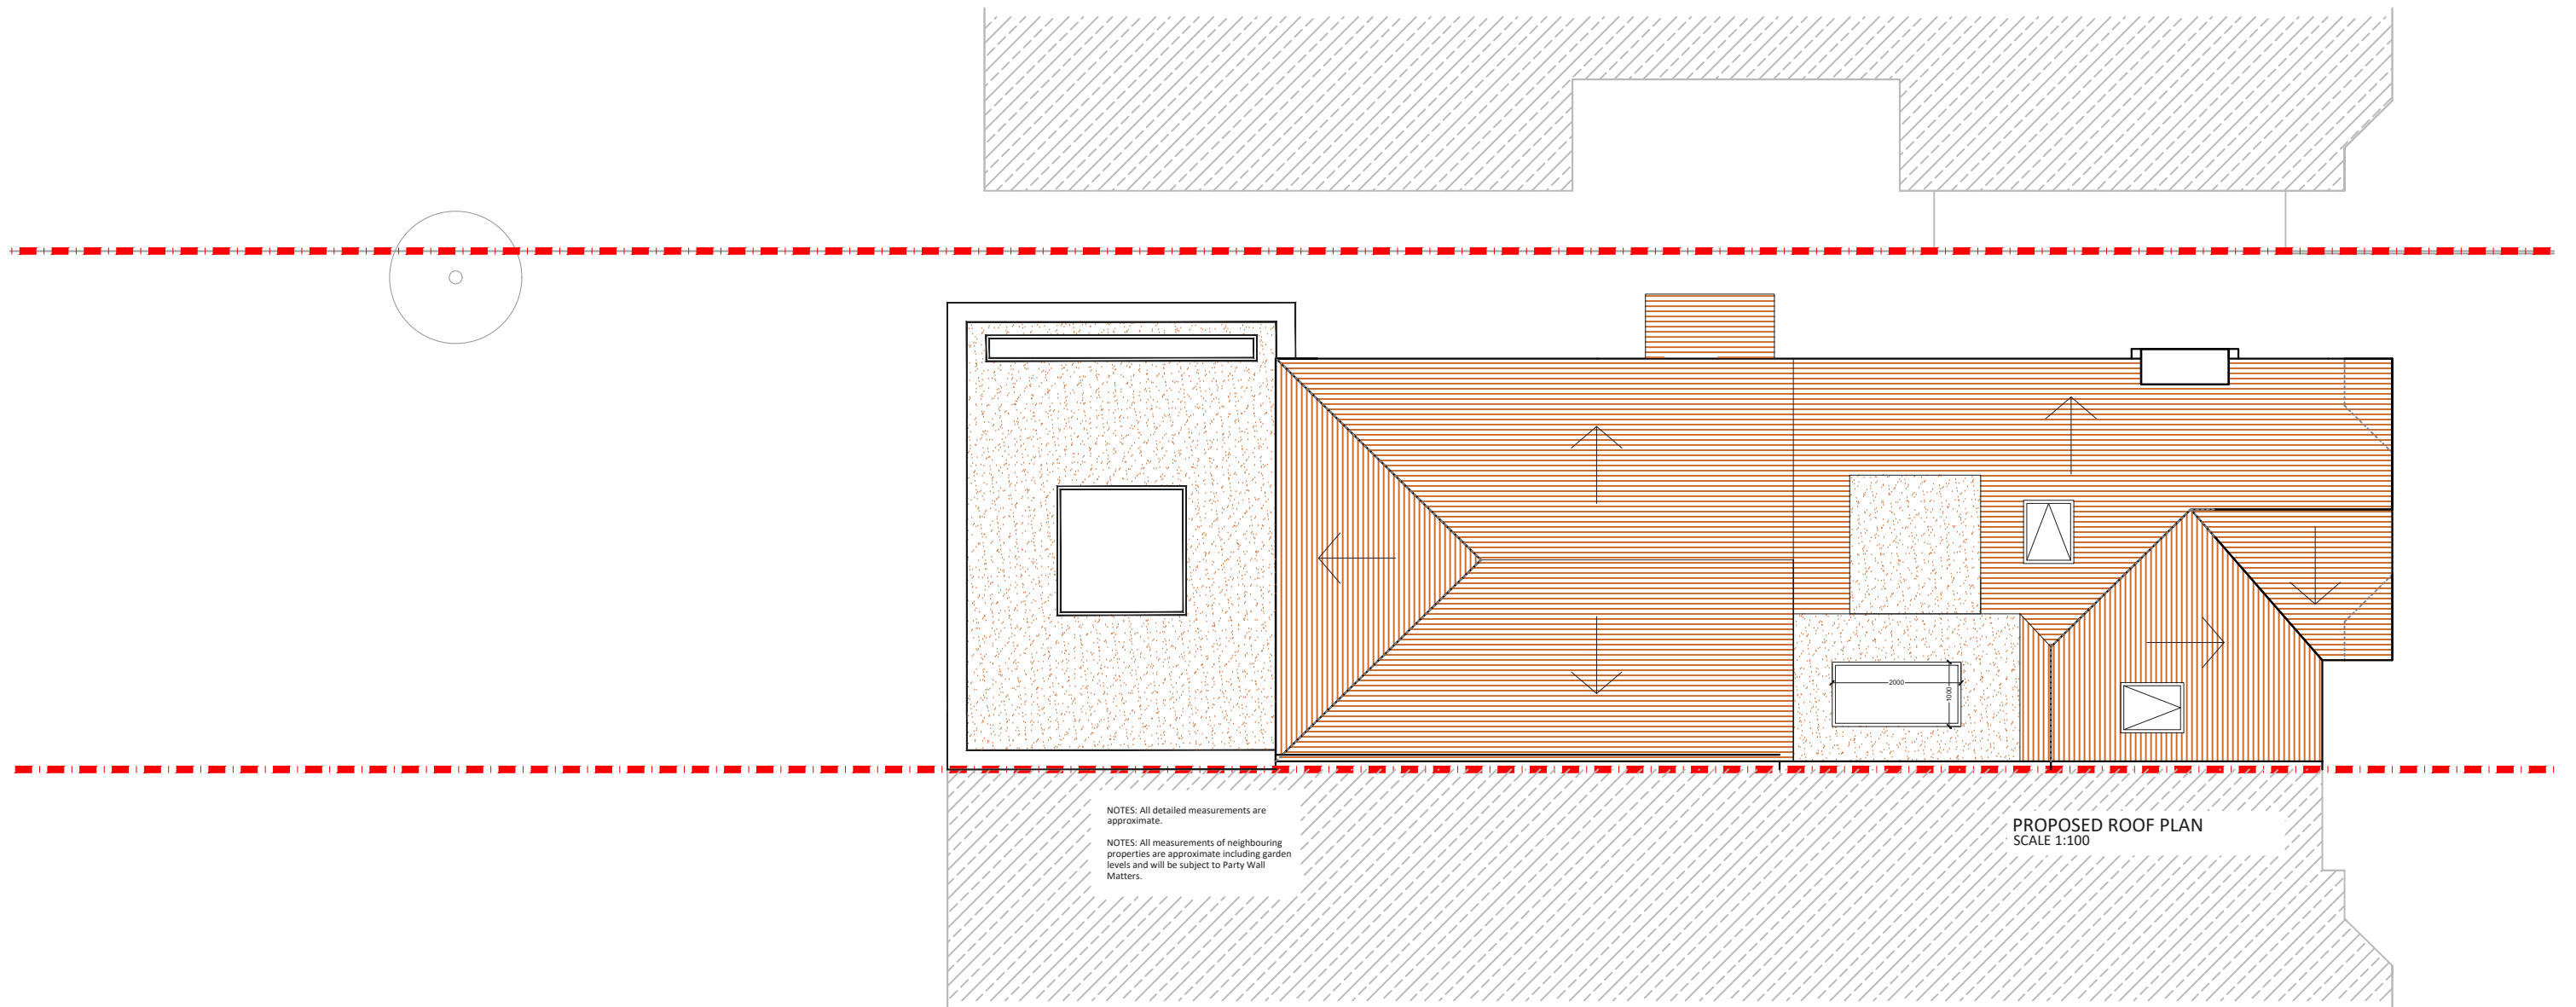 2000
1000
NOTES: All detailed measurements are
approximate.
NOTES: All measurements of neighbouring
properties are approximate including garden
levels and will be subject to Party Wall
Matters.
PROPOSED ROOF PLAN
SCALE 1:100